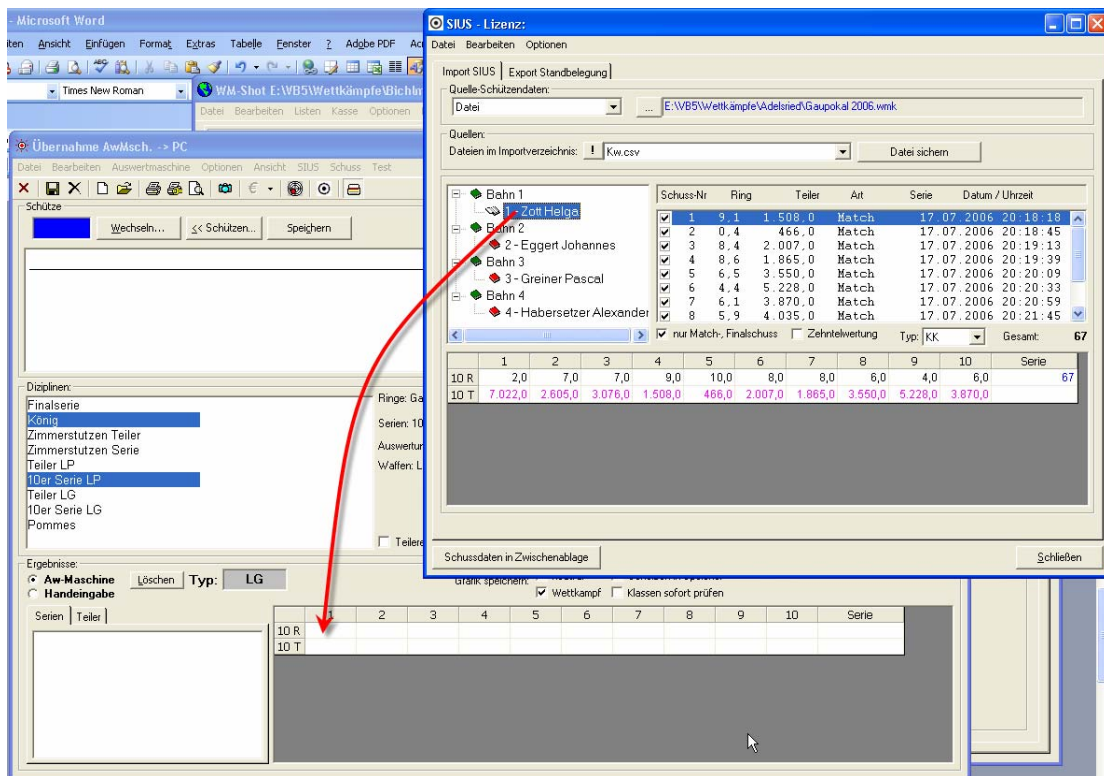 - Microsoft Word
iten Ansicht Einfügen Format Extras Tabelle Fenster ? Adobe PDF Acr
Times New Roman
WM-Shot E:\VB5\Wettkämpfe\BichIm
Datei Bearbeiten Listen Kasse Optionen
Übernahme AwMsch. -> PC
Datei Bearbeiten Auswertmaschine Optionen Ansicht SIUS Schuss Test
Schütze
Wechseln... << Schützen... Speichern
Diziplinen:
Finalserie
König
Zimmerstutzen Teiler
Zimmerstutzen Serie
Teiler LP
10er Serie LP
Teiler LG
10er Serie LG
Pommes
Ringe: Ga
Serien: 10
Auswertun
Waffen: L
Teilere
Ergebnisse:
Aw-Maschine
Handeingabe
Löschen Typ: LG
Grafik speichern:
Wettkampf Klassen sofort prüfen
Serien Teiler
1 2 3 4 5 6 7 8 9 10 Serie
10 R
10 T
SIUS - Lizenz:
Datei Bearbeiten Optionen
Import SIUS Export Standbelegung
Quelle-Schützendaten:
Datei ... E:\VB5\Wettkämpfe\Adelsried\Gaupokal 2006.wmk
Quellen:
Dateien im Importverzeichnis: ! Kw.csv Datei sichern
Bahn 1
1 - Zott Helga
Bahn 2
2 - Eggert Johannes
Bahn 3
3 - Greiner Pascal
Bahn 4
4 - Habersetzer Alexander
Schuss-Nr Ring Teiler Art Serie Datum / Uhrzeit
1 9,1 1.508,0 Match 17.07.2006 20:18:18
2 0,4 466,0 Match 17.07.2006 20:18:45
3 8,4 2.007,0 Match 17.07.2006 20:19:13
4 8,6 1.865,0 Match 17.07.2006 20:19:39
5 6,5 3.550,0 Match 17.07.2006 20:20:09
6 4,4 5.228,0 Match 17.07.2006 20:20:33
7 6,1 3.870,0 Match 17.07.2006 20:20:59
8 5,9 4.035,0 Match 17.07.2006 20:21:45
nur Match-, Finalschuss Zehntelwertung Typ: KK Gesamt: 67
1 2 3 4 5 6 7 8 9 10 Serie
10 R 2,0 7,0 7,0 9,0 10,0 8,0 8,0 6,0 4,0 6,0 67
10 T 7.022,0 2.605,0 3.076,0 1.508,0 466,0 2.007,0 1.865,0 3.550,0 5.228,0 3.870,0
Schussdaten in Zwischenablage Schließen